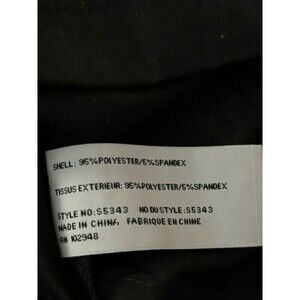 SHELL: 95%POLYESTER/5%SPANDEX
TISSUS EXTERIEUR: 95%POLYESTER/5%SPANDEX
STYLE NO: S5343 NO DU STYLE: S5343
MADE IN CHINA, FABRIQUE EN CHINE
RN 102948